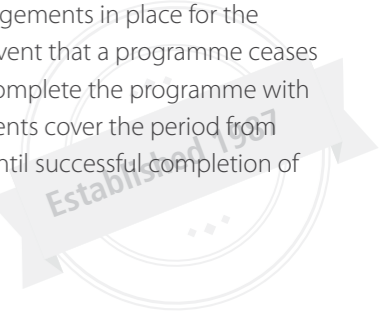 gements in place for the
vent that a programme ceases
omplete the programme with
ents cover the period from
ntil successful completion of
Established 1987